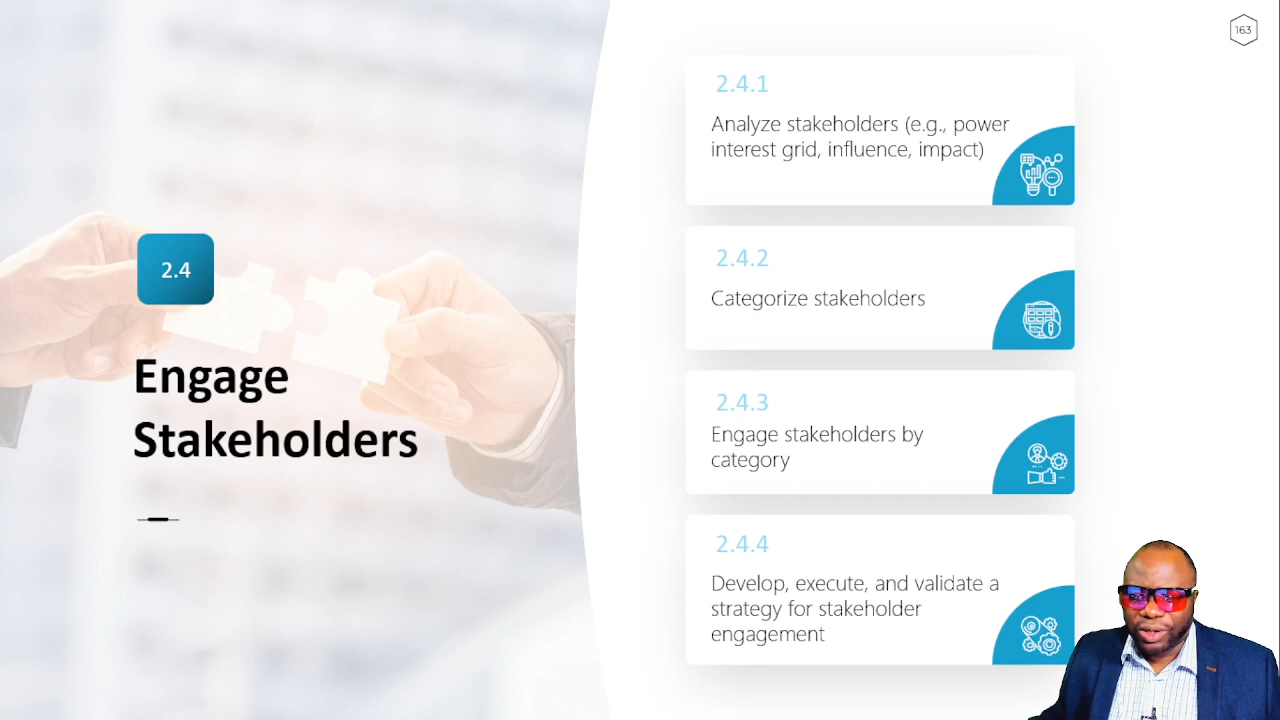 163
2.4
Engage
Stakeholders
2.4.1
Analyze stakeholders (e.g., power
interest grid, influence, impact)
2.4.2
Categorize stakeholders
2.4.3
Engage stakeholders by
category
2.4.4
Develop, execute, and validate a
strategy for stakeholder
engagement